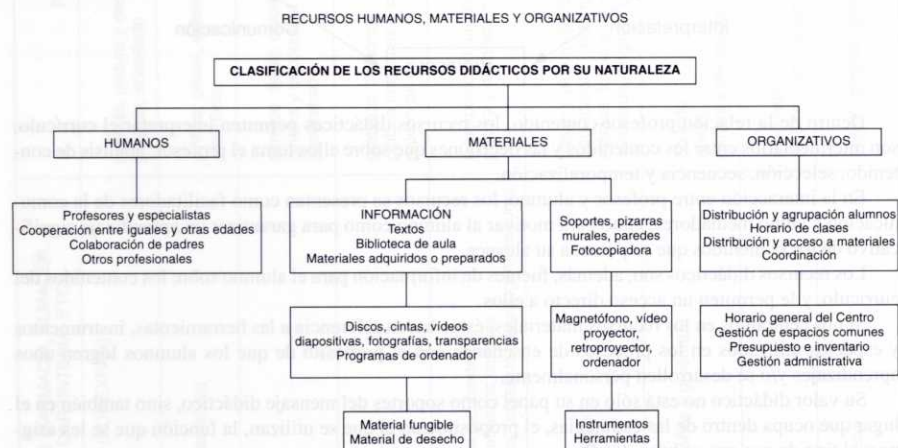 RECURSOS HUMANOS, MATERIALES Y ORGANIZATIVOS
CLASIFICACIÓN DE LOS RECURSOS DIDÁCTICOS POR SU NATURALEZA
HUMANOS
MATERIALES
ORGANIZATIVOS
Profesores y especialistas
Cooperación entre iguales y otras edades
Colaboración de padres
Otros profesionales
INFORMACIÓN
Textos
Biblioteca de aula
Materiales adquiridos o preparados
Soportes, pizarras
murales, paredes
Fotocopiadora
Distribución y agrupación alumnos
Horario de clases
Distribución y acceso a materiales
Coordinación
Discos, cintas, vídeos
diapositivas, fotografías, transparencias
Programas de ordenador
Magnetófono, vídeo
proyector,
retroproyector,
ordenador
Horario general del Centro
Gestión de espacios comunes
Presupuesto e inventario
Gestión administrativa
Material fungible
Material de desecho
Instrumentos
Herramientas